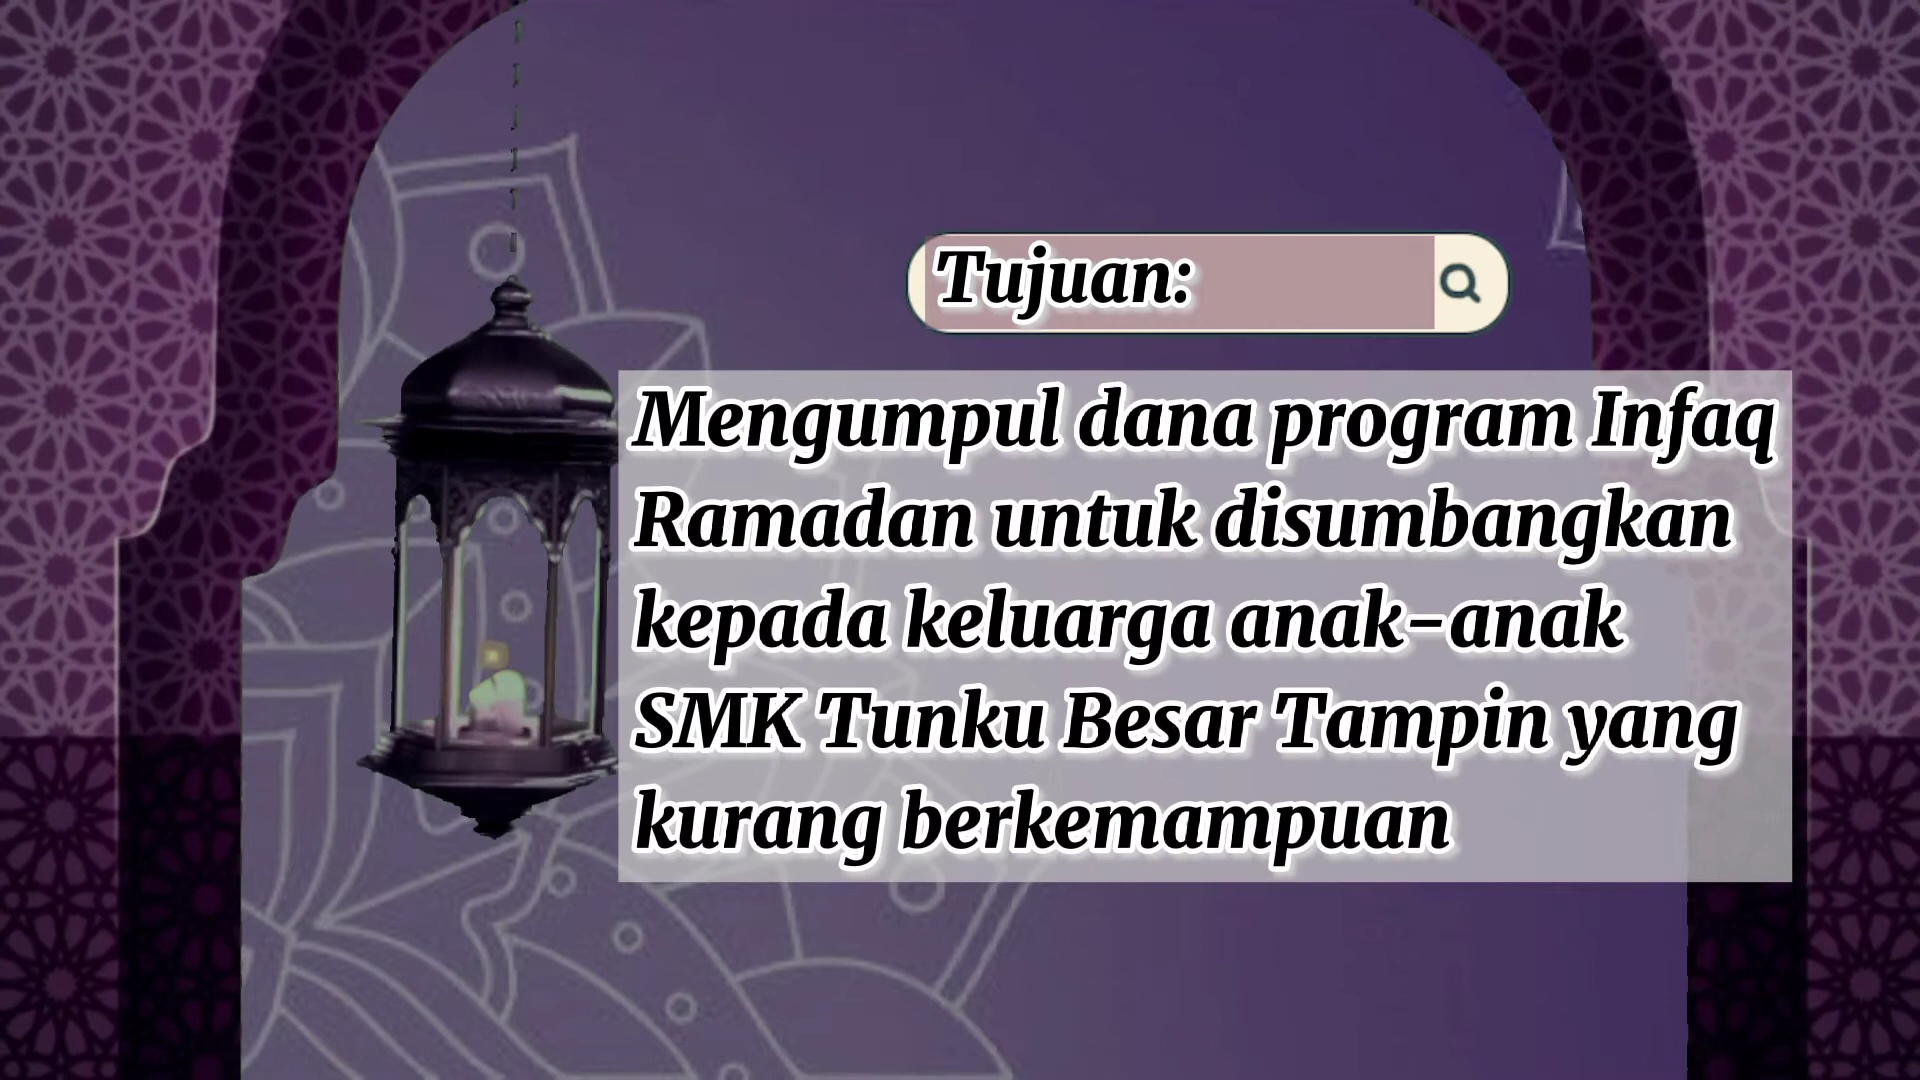 Tujuan:
Mengumpul dana program Infaq
Ramadan untuk disumbangkan
kepada keluarga anak-anak
SMK Tunku Besar Tampin yang
kurang berkemampuan